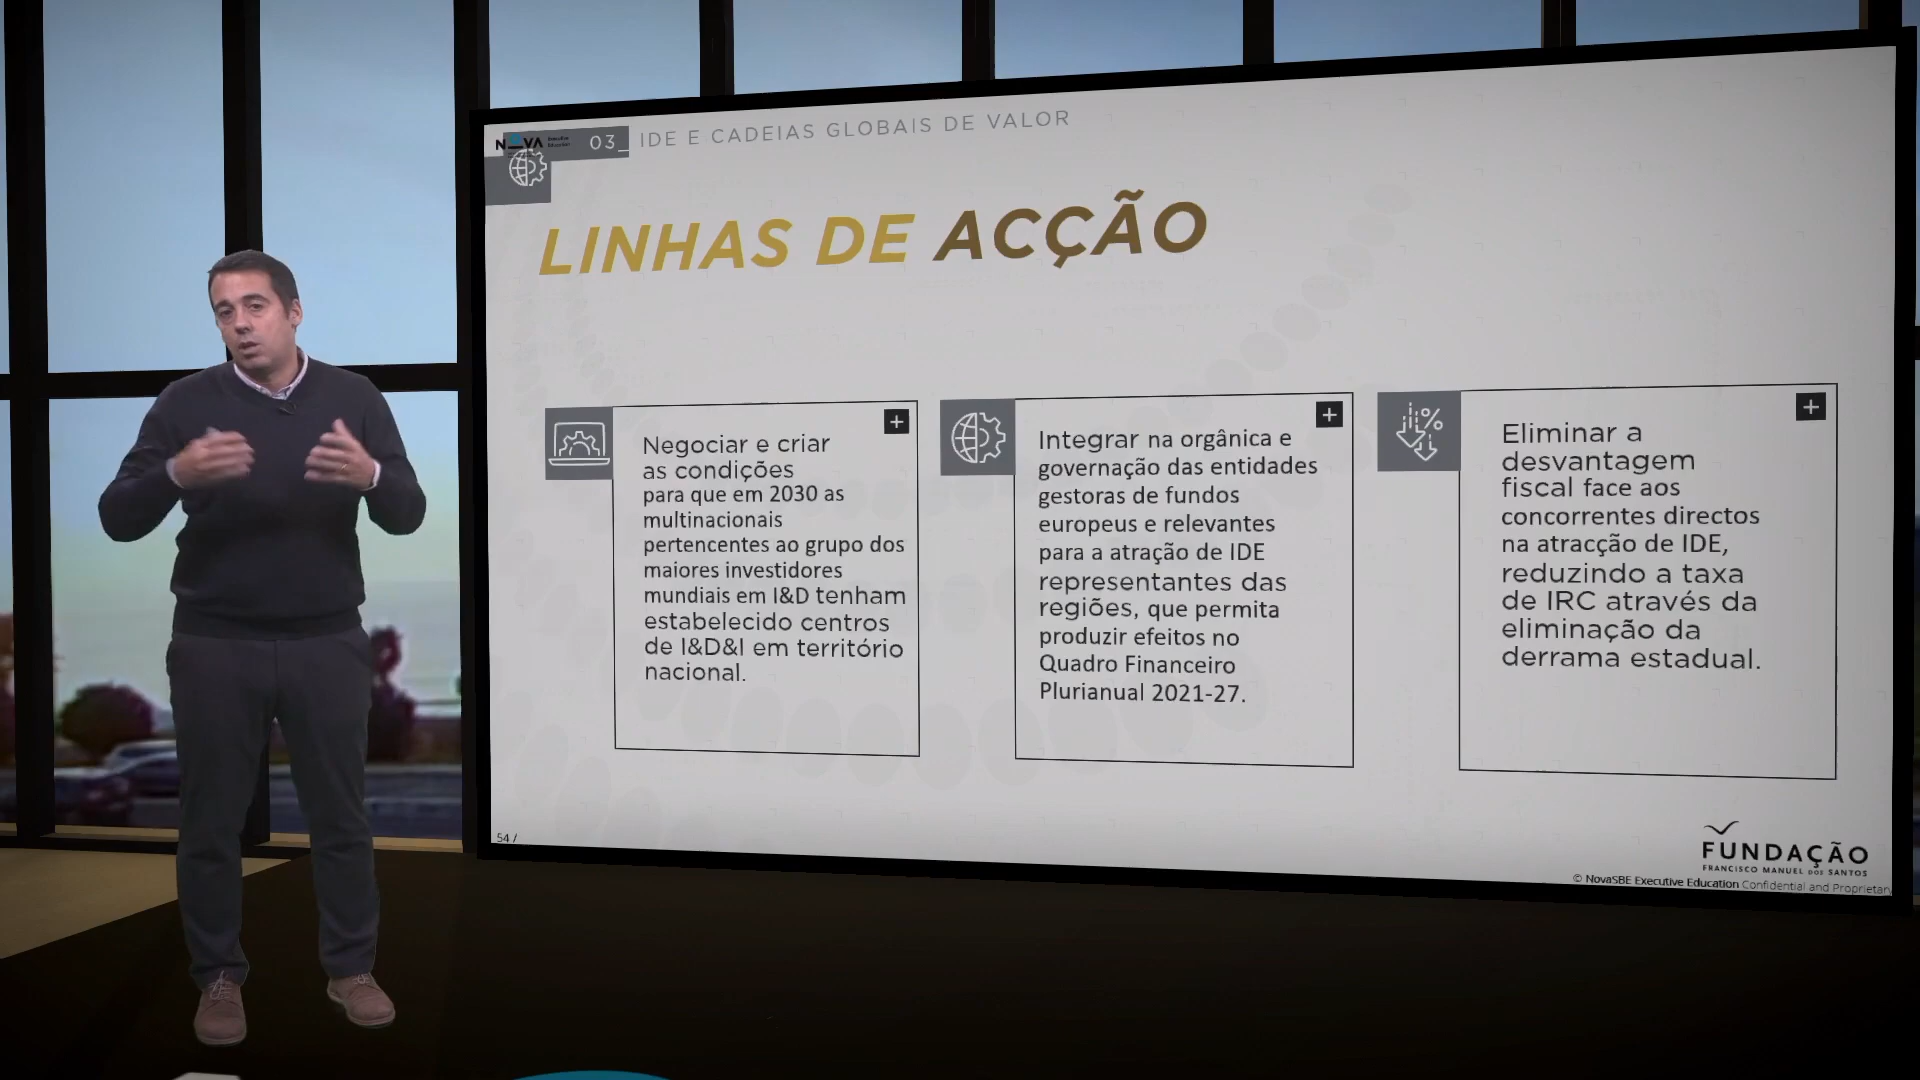 NOVA
03_ IDE E CADEIAS GLOBAIS DE VALOR
LINHAS DE ACÇÃO
Negociar e criar
as condições
para que em 2030 as
multinacionais
pertencentes ao grupo dos
maiores investidores
mundiais em I&D tenham
estabelecido centros
de I&D&I em território
nacional.
Integrar na orgânica e
governação das entidades
gestoras de fundos
europeus e relevantes
para a atração de IDE
representantes das
regiões, que permita
produzir efeitos no
Quadro Financeiro
Plurianual 2021-27.
Eliminar a
desvantagem
fiscal face aos
concorrentes directos
na atracção de IDE,
reduzindo a taxa
de IRC através da
eliminação da
derrama estadual.
54 /
FUNDAÇÃO
FRANCISCO MANUEL DOS SANTOS
© NovaSBE Executive Education Confidential and Proprietary